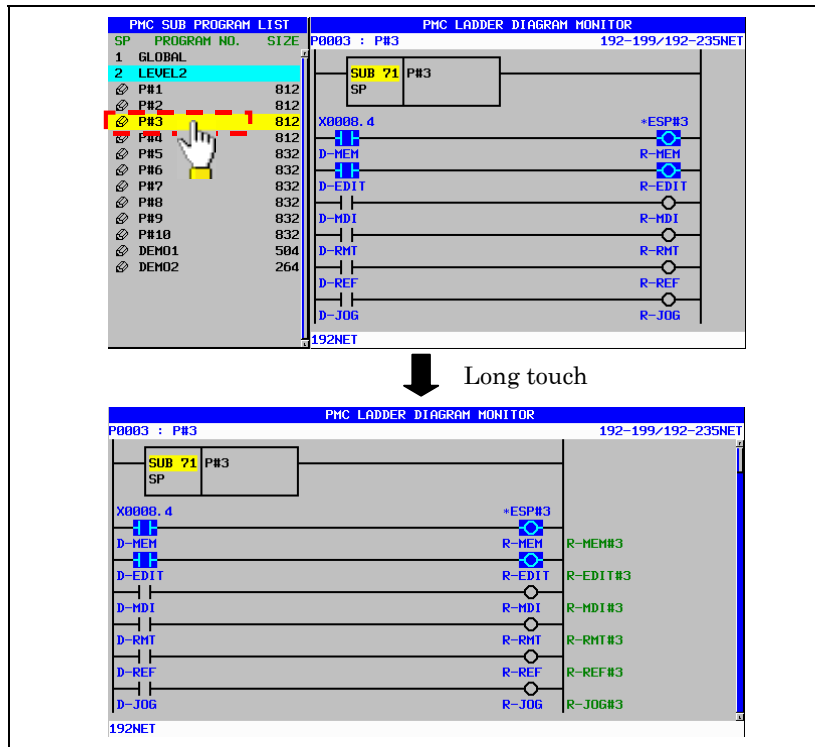 PMC SUB PROGRAM LIST
SP PROGRAM NO. SIZE
1 GLOBAL
2 LEVEL2
P#1 812
P#2 812
P#3 812
P#4 812
P#5 832
P#6 832
P#7 832
P#8 832
P#9 832
P#10 832
DEMO1 504
DEMO2 264
PMC LADDER DIAGRAM MONITOR
P0003 : P#3 192-199/192-235NET
SUB 71 P#3
SP
X0008.4 *ESP#3
D-MEM R-MEM
D-EDIT R-EDIT
D-MDI R-MDI
D-RMT R-RMT
D-REF R-REF
D-JOG R-JOG
192NET
Long touch
PMC LADDER DIAGRAM MONITOR
P0003 : P#3 192-199/192-235NET
SUB 71 P#3
SP
X0008.4 *ESP#3
D-MEM R-MEM R-MEM#3
D-EDIT R-EDIT R-EDIT#3
D-MDI R-MDI R-MDI#3
D-RMT R-RMT R-RMT#3
D-REF R-REF R-REF#3
D-JOG R-JOG R-JOG#3
192NET